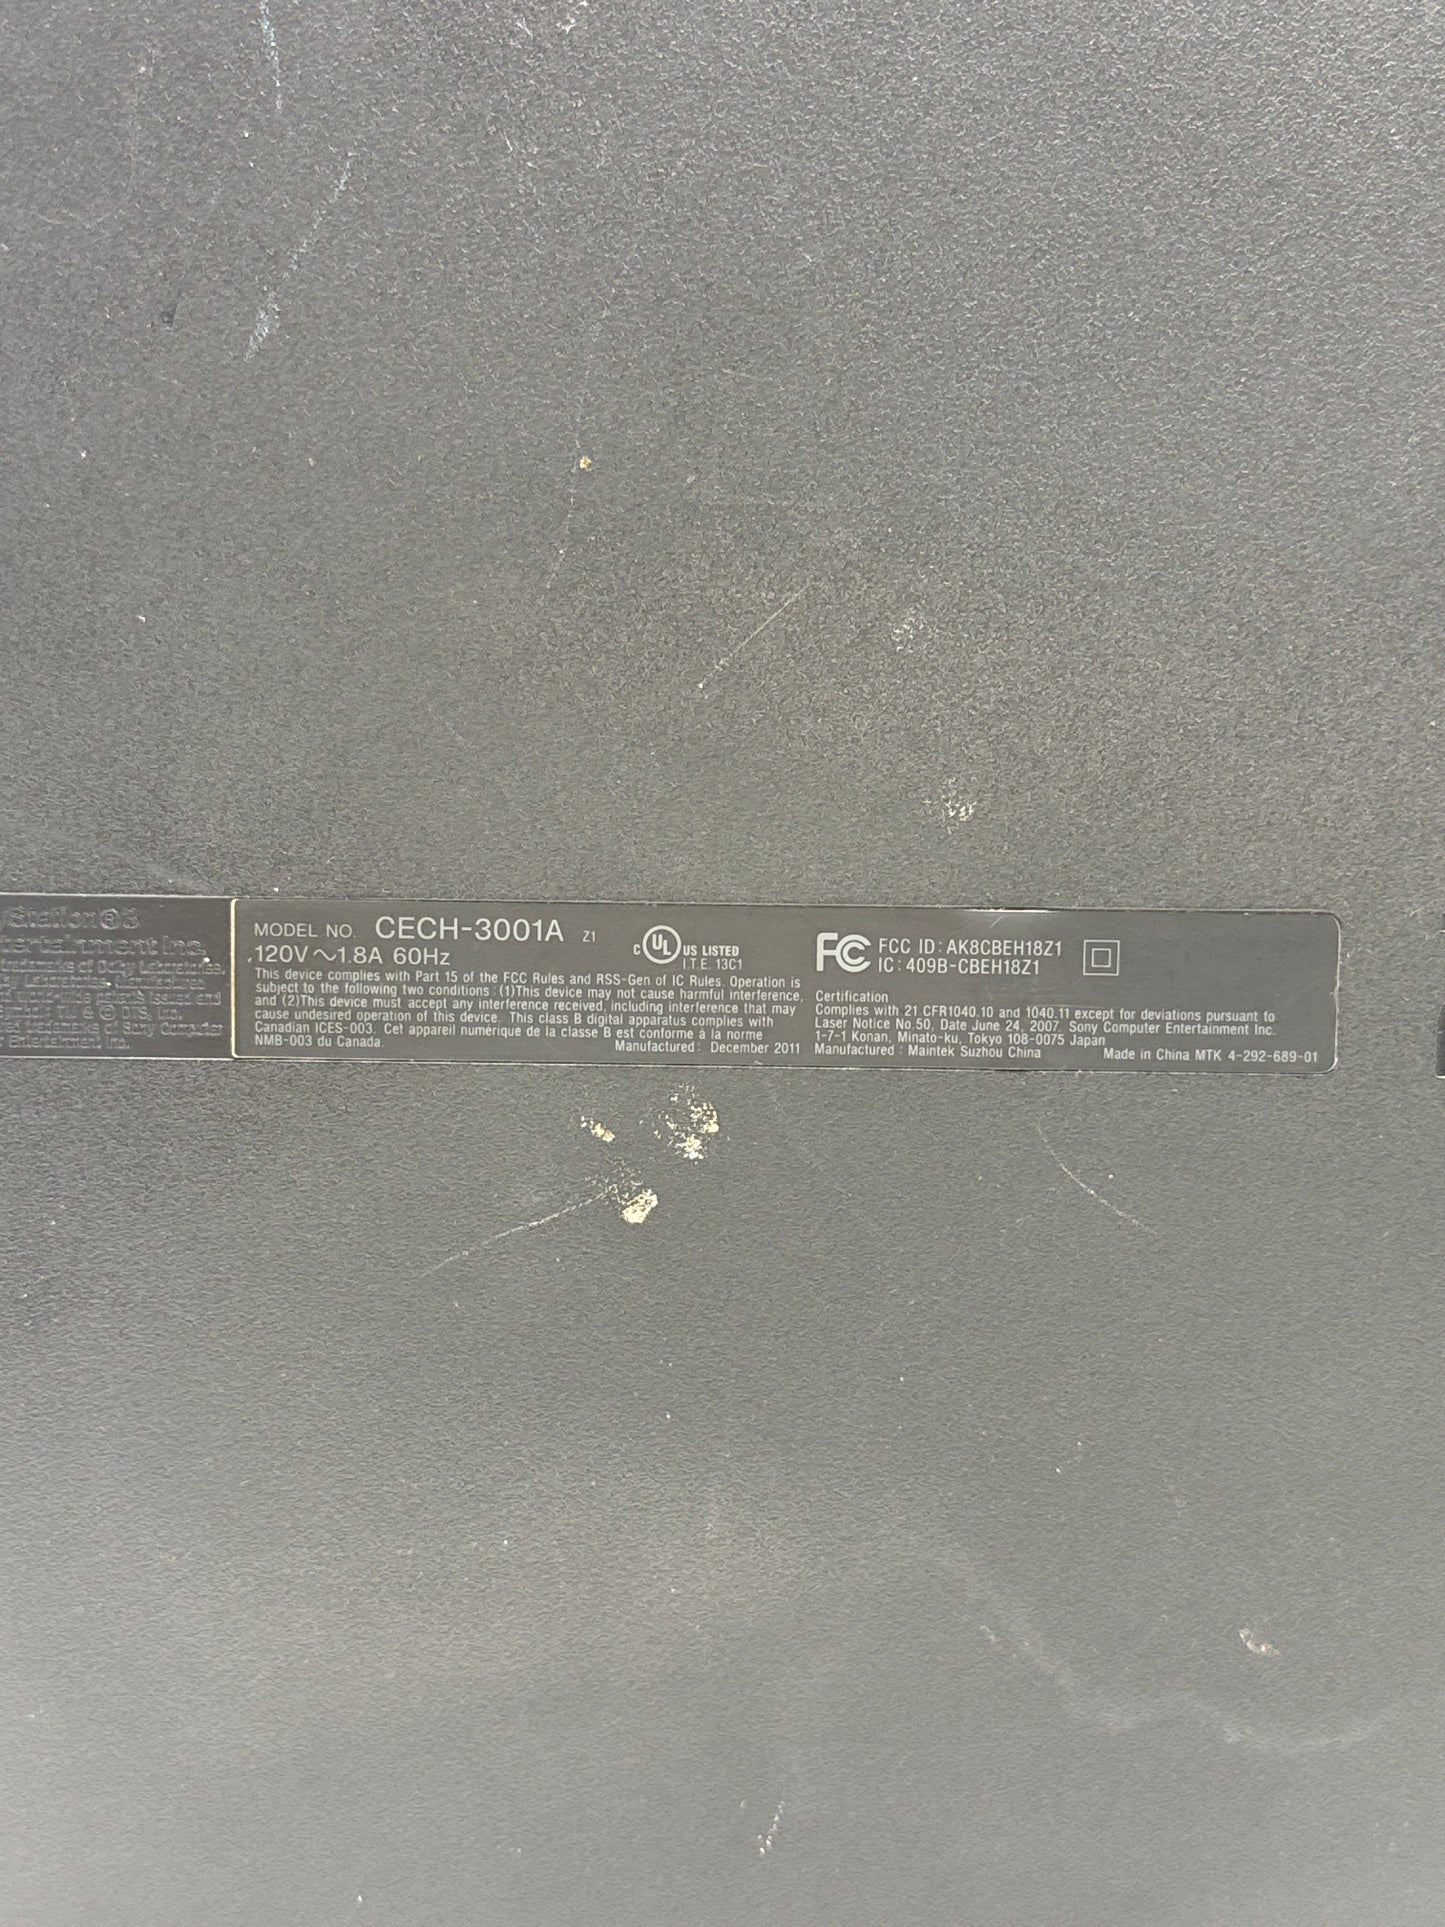 Station®3
Entertainment Inc.
MODEL NO. CECH-3001A Z1
120V ~1.8A 60Hz
C UL US LISTED
I.T.E. 13C1
This device complies with Part 15 of the FCC Rules and RSS-Gen of IC Rules. Operation is
subject to the following two conditions : (1)This device may not cause harmful interference,
and (2)This device must accept any interference received, including interference that may
cause undesired operation of this device. This class B digital apparatus complies with
Canadian ICES-003. Cet appareil numérique de la classe B est conforme à la norme
NMB-003 du Canada.
Manufactured : December 2011
FC FCC ID : AK8CBEH18Z1
IC : 409B-CBEH18Z1
Certification
Complies with 21 CFR1040.10 and 1040.11 except for deviations pursuant to
Laser Notice No.50, Date June 24, 2007. Sony Computer Entertainment Inc.
1-7-1 Konan, Minato-ku, Tokyo 108-0075 Japan
Manufactured : Maintek Suzhou China
Made in China MTK 4-292-689-01